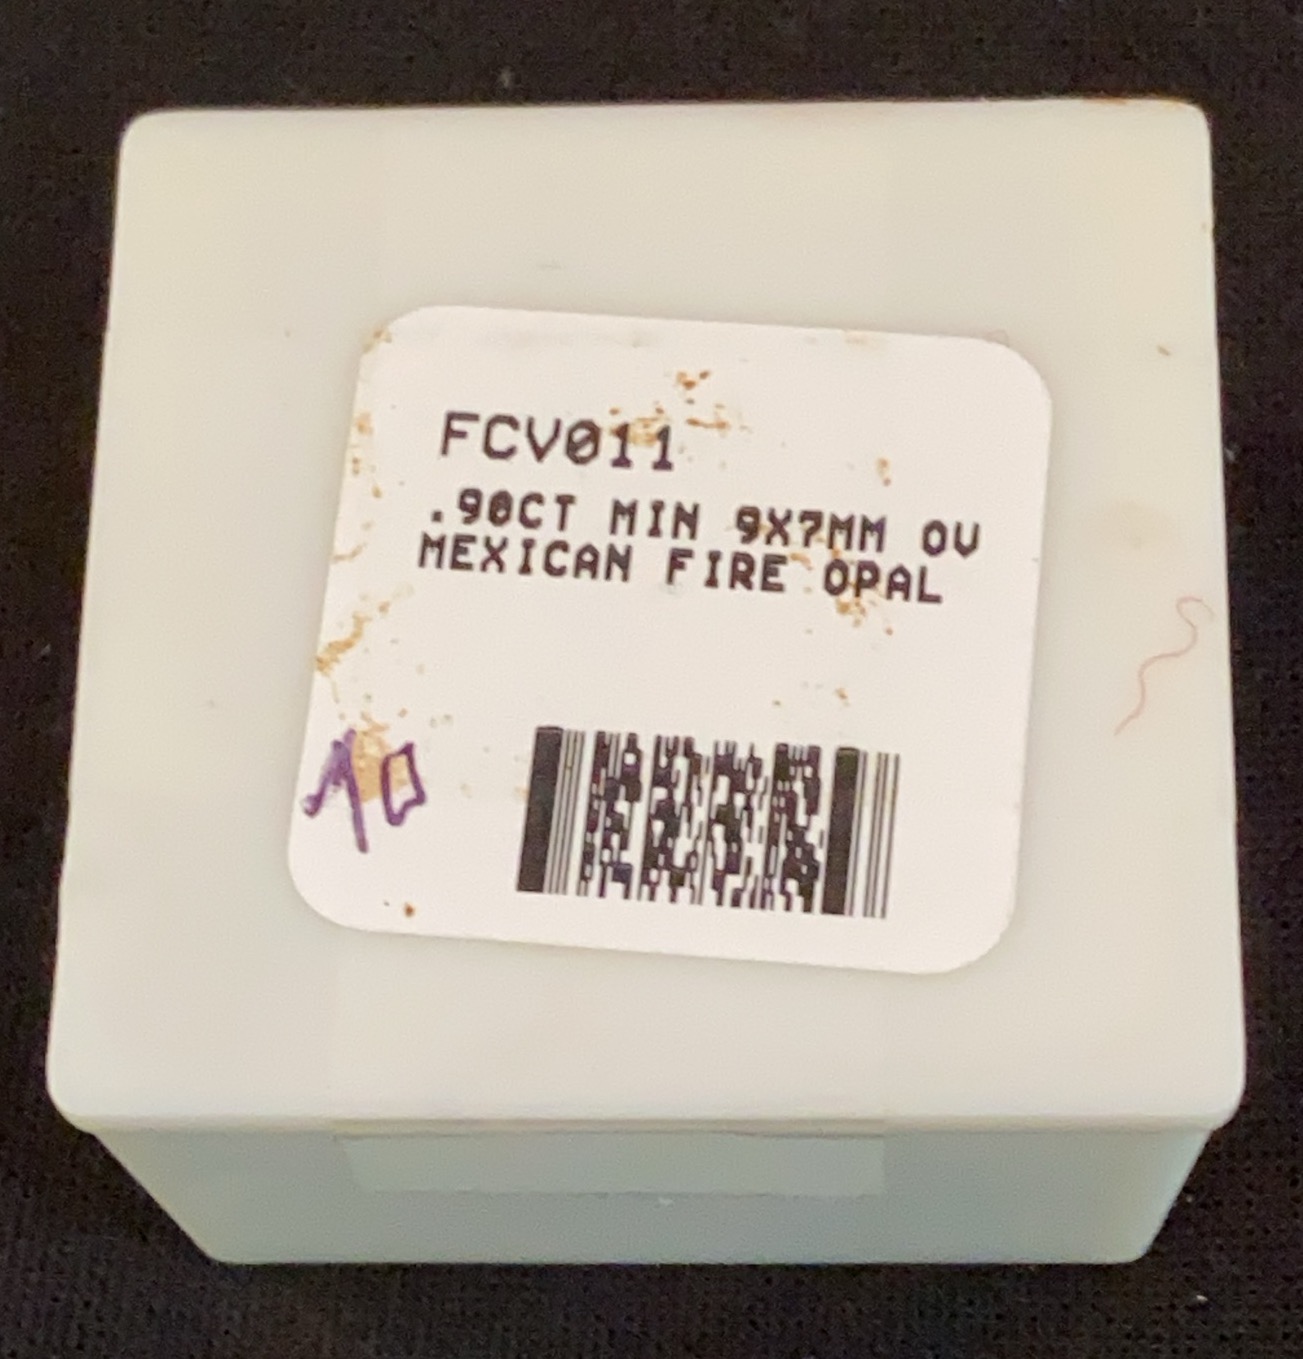 FCV011
.90CT MIN 9X7MM OV
MEXICAN FIRE OPAL
10